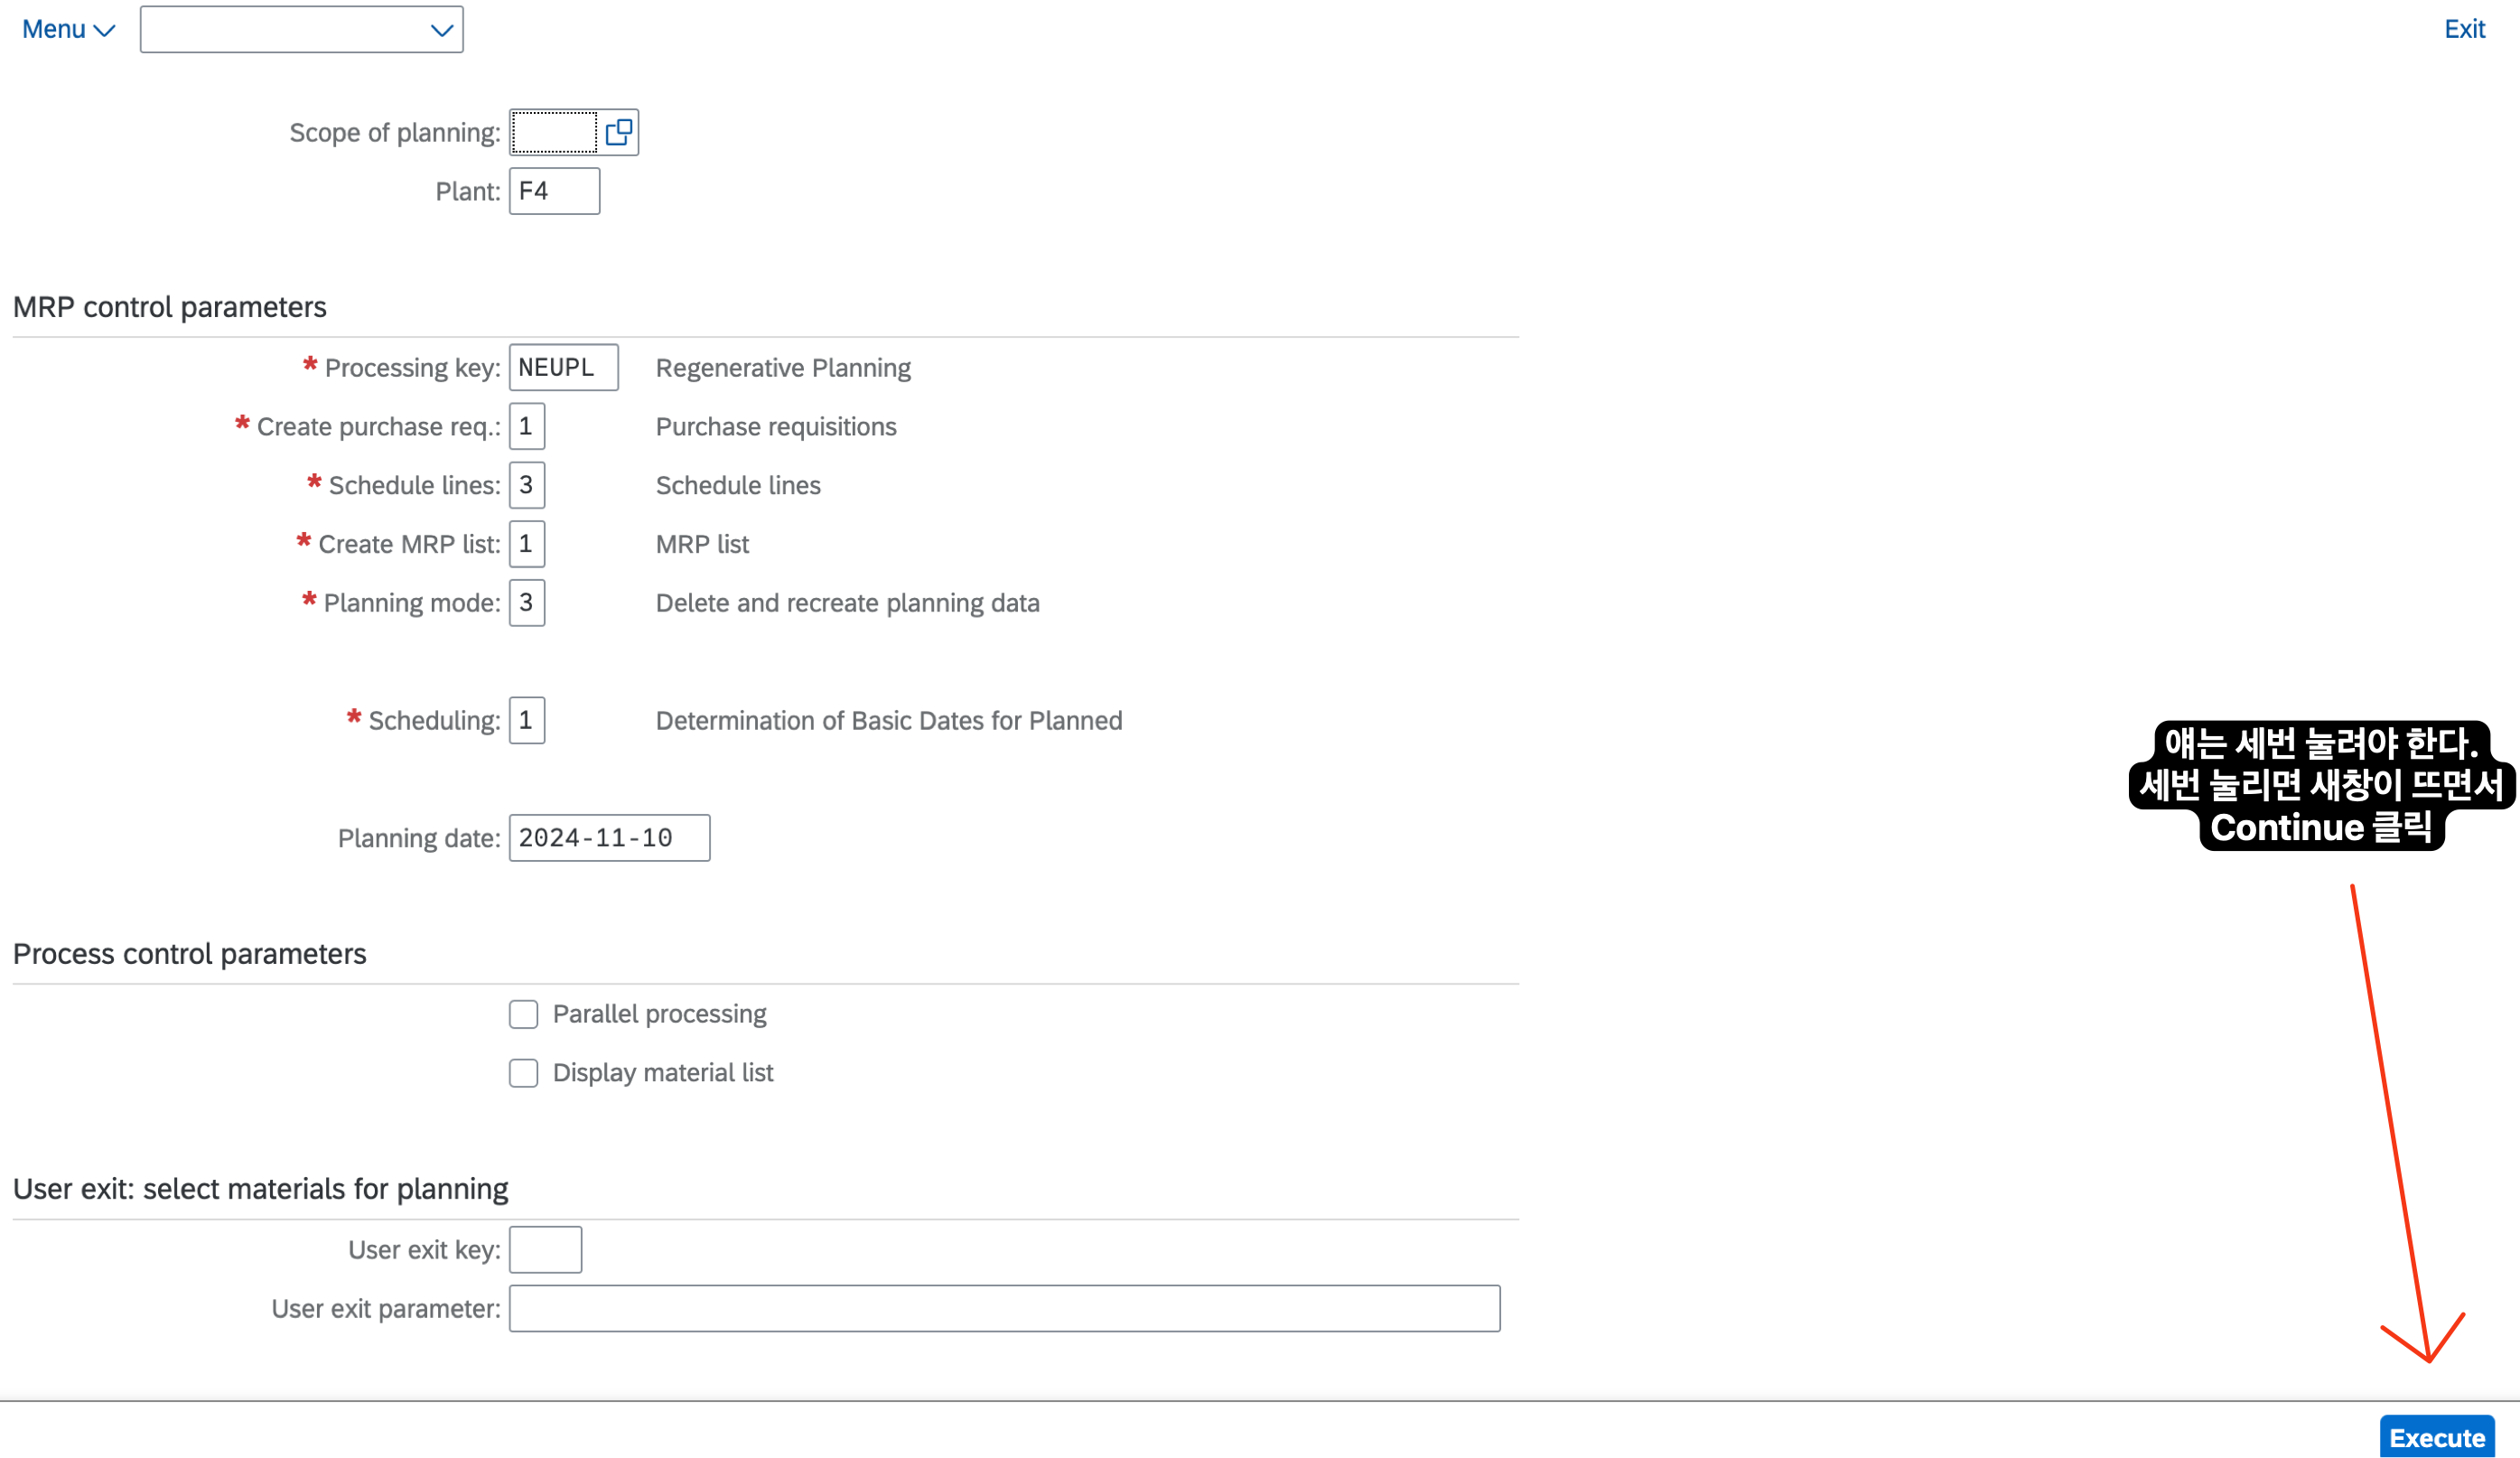 Menu
Exit
Scope of planning:
Plant: F4
MRP control parameters
* Processing key: NEUPL Regenerative Planning
* Create purchase req.: 1 Purchase requisitions
* Schedule lines: 3 Schedule lines
* Create MRP list: 1 MRP list
* Planning mode: 3 Delete and recreate planning data
* Scheduling: 1 Determination of Basic Dates for Planned
얘는 세번 눌려야 한다.
세번 눌리면 새창이 뜨면서
Continue 클릭
Planning date: 2024-11-10
Process control parameters
Parallel processing
Display material list
User exit: select materials for planning
User exit key:
User exit parameter:
Execute